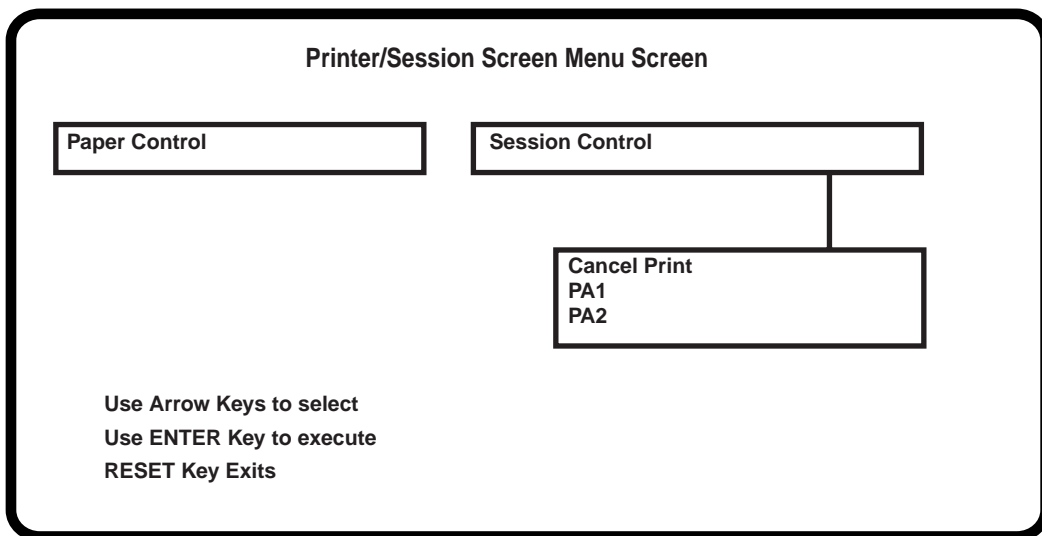 Printer/Session Screen Menu Screen
Paper Control
Session Control
Cancel Print
PA1
PA2
Use Arrow Keys to select
Use ENTER Key to execute
RESET Key Exits